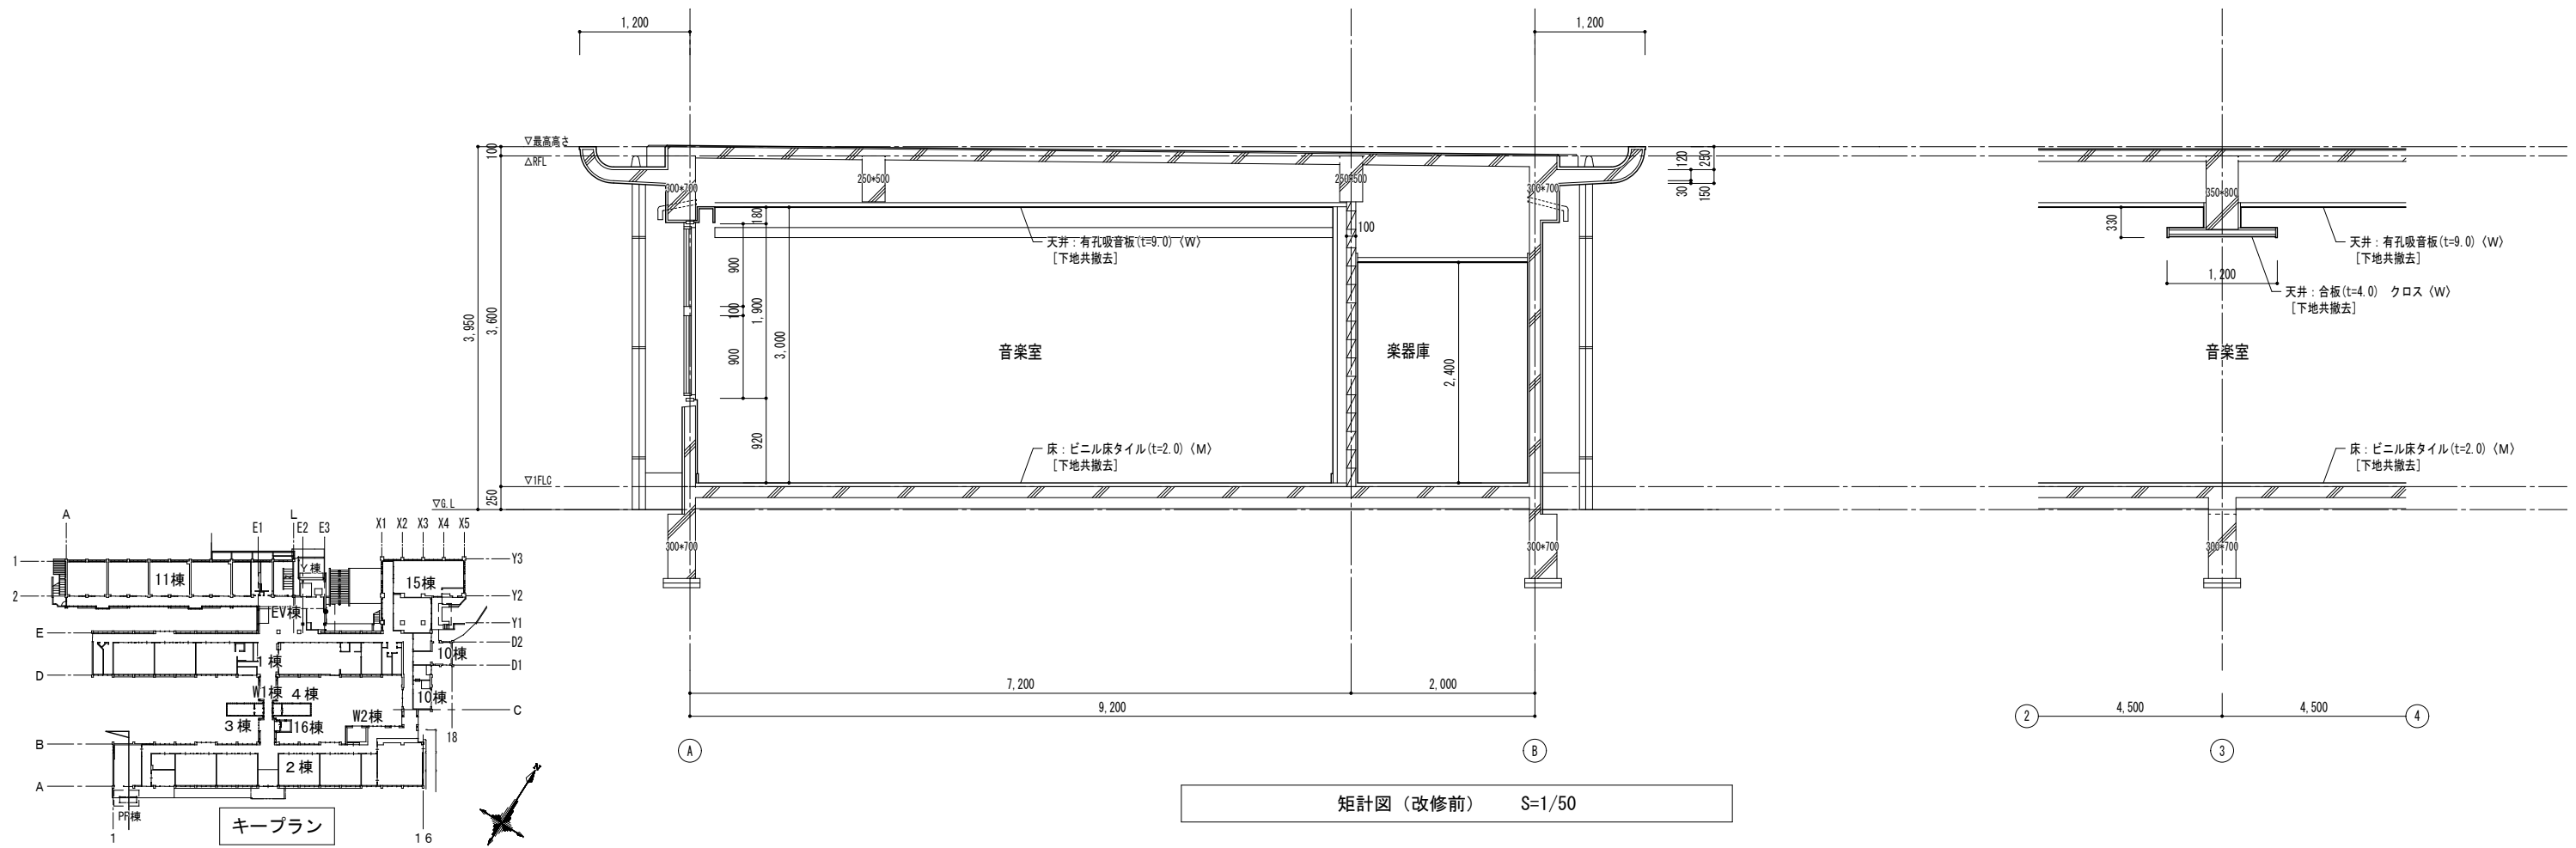 1,200
1,200
▽最高高さ
△RFL
100
3,600
3,950
250
▽1FLC
▽G.L
300*700
250*500
250*500
300*700
180
900
100
900
1,900
920
3,000
天井：有孔吸音板(t=9.0)〈W〉
[下地共撤去]
100
音楽室
楽器庫
2,400
床：ビニル床タイル(t=2.0)〈M〉
[下地共撤去]
300*700
300*700
120
250
30
150
7,200
2,000
9,200
A
B
350*800
330
天井：有孔吸音板(t=9.0)〈W〉
[下地共撤去]
1,200
天井：合板(t=4.0)　クロス〈W〉
[下地共撤去]
音楽室
床：ビニル床タイル(t=2.0)〈M〉
[下地共撤去]
300*700
4,500
4,500
2
4
3
矩計図（改修前）　S=1/50
A
L
E1
E2
E3
X1
X2
X3
X4
X5
1
2
E
D
B
A
Y3
Y2
Y1
D2
D1
C
18
11棟
Y棟
15棟
EV棟
1棟
10棟
W1棟
4棟
10棟
3棟
16棟
W2棟
2棟
PR棟
1
16
キープラン
N